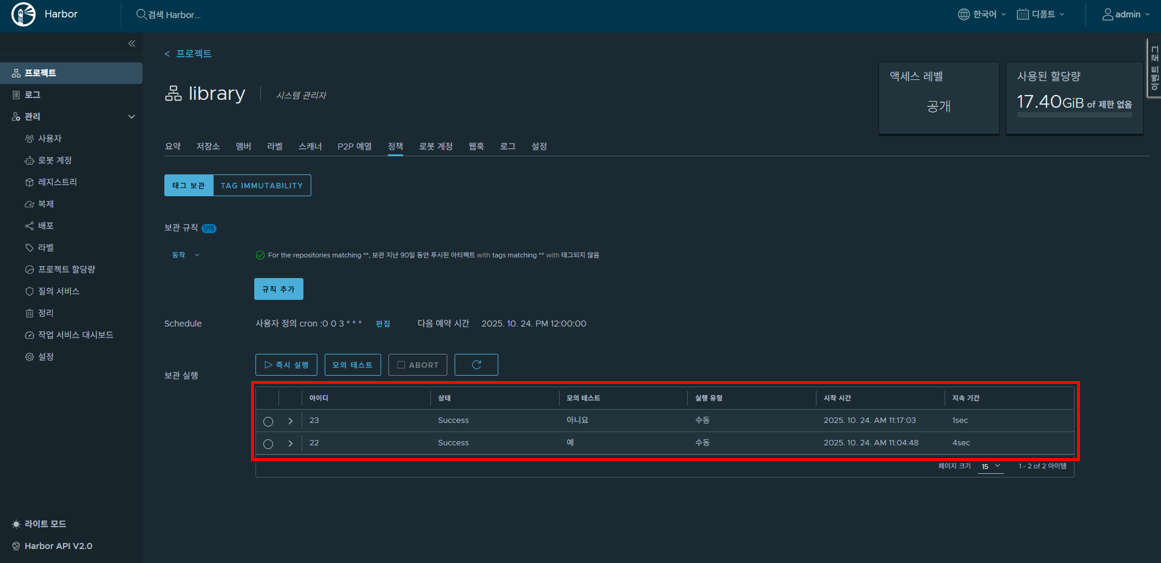 Harbor
검색 Harbor...
한국어
디폴트
admin
이벤트 로그
프로젝트
로그
관리
사용자
로봇 계정
레지스트리
복제
배포
라벨
프로젝트 할당량
질의 서비스
정리
작업 서비스 대시보드
설정
라이트 모드
Harbor API V2.0
< 프로젝트
library
시스템 관리자
액세스 레벨
공개
사용된 할당량
17.40GiB of 제한 없음
요약 저장소 멤버 라벨 스캐너 P2P 예열 정책 로봇 계정 웹훅 로그 설정
태그 보관 TAG IMMUTABILITY
보관 규칙 1/15
동작
For the repositories matching **, 보관 지난 90일 동안 푸시된 아티팩트 with tags matching ** with 태그되지 않음
규칙 추가
Schedule 사용자 정의 cron :0 0 3 * * * 편집 다음 예약 시간 2025. 10. 24. PM 12:00:00
보관 실행
즉시 실행 모의 테스트 ABORT
아이디 상태 모의 테스트 실행 유형 시작 시간 지속 기간
23 Success 아니요 수동 2025. 10. 24. AM 11:17:03 1sec
22 Success 예 수동 2025. 10. 24. AM 11:04:48 4sec
페이지 크기 15 1 - 2 of 2 아이템